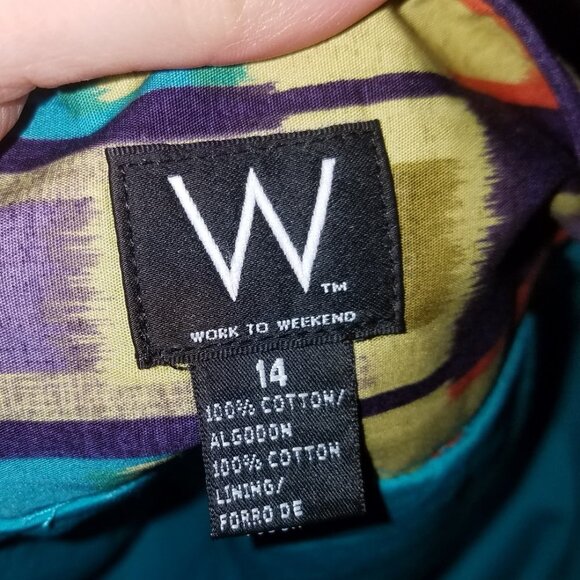 W
TM
WORK TO WEEKEND
14
100% COTTON/
ALGODON
100% COTTON
LINING/
FORRO DE